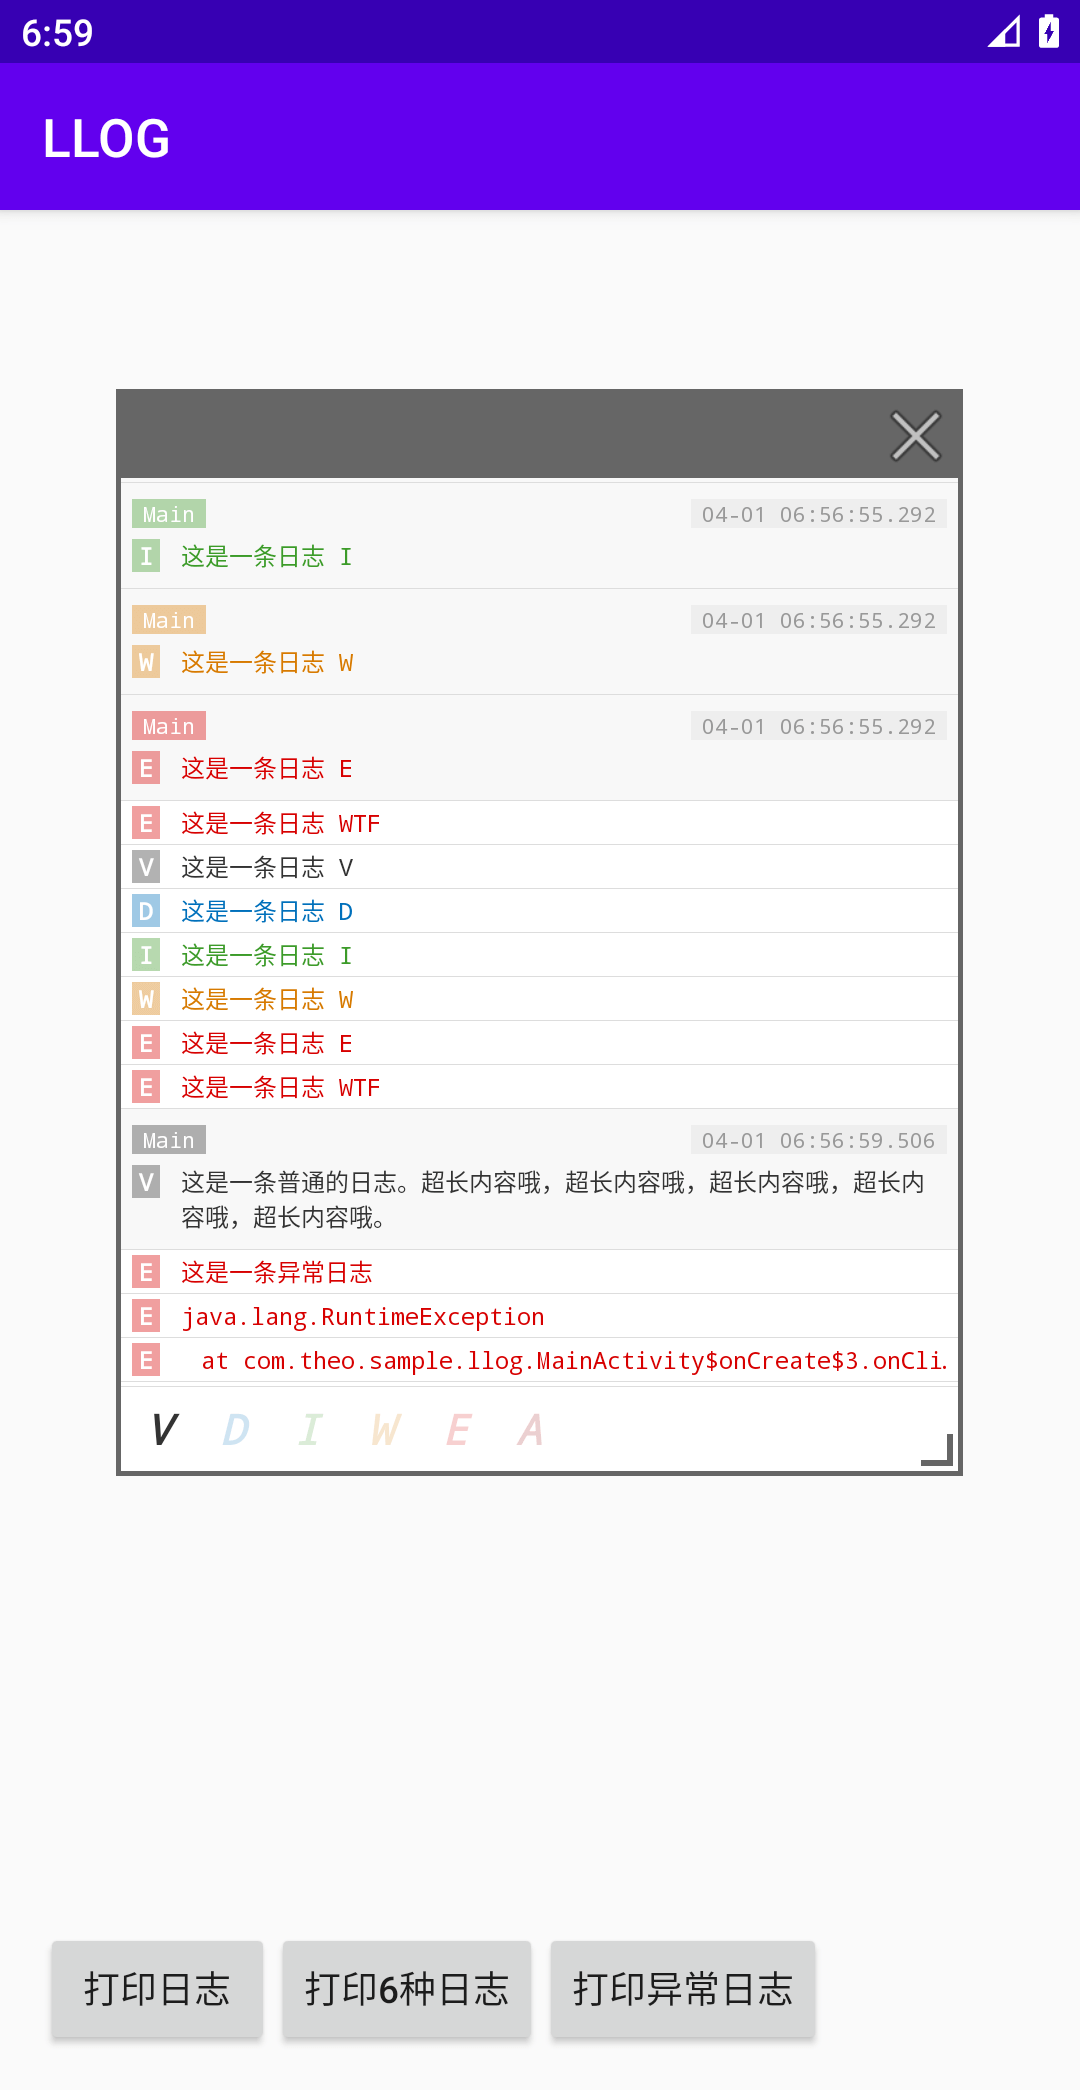 6:59
LLOG
Main 04-01 06:56:55.292
I 这是一条日志 I
Main 04-01 06:56:55.292
W 这是一条日志 W
Main 04-01 06:56:55.292
E 这是一条日志 E
E 这是一条日志 WTF
V 这是一条日志 V
D 这是一条日志 D
I 这是一条日志 I
W 这是一条日志 W
E 这是一条日志 E
E 这是一条日志 WTF
Main 04-01 06:56:59.506
V 这是一条普通的日志。超长内容哦，超长内容哦，超长内容哦，超长内
容哦，超长内容哦。
E 这是一条异常日志
E java.lang.RuntimeException
E at com.theo.sample.llog.MainActivity$onCreate$3.onCli.
V D I W E A
打印日志 打印6种日志 打印异常日志